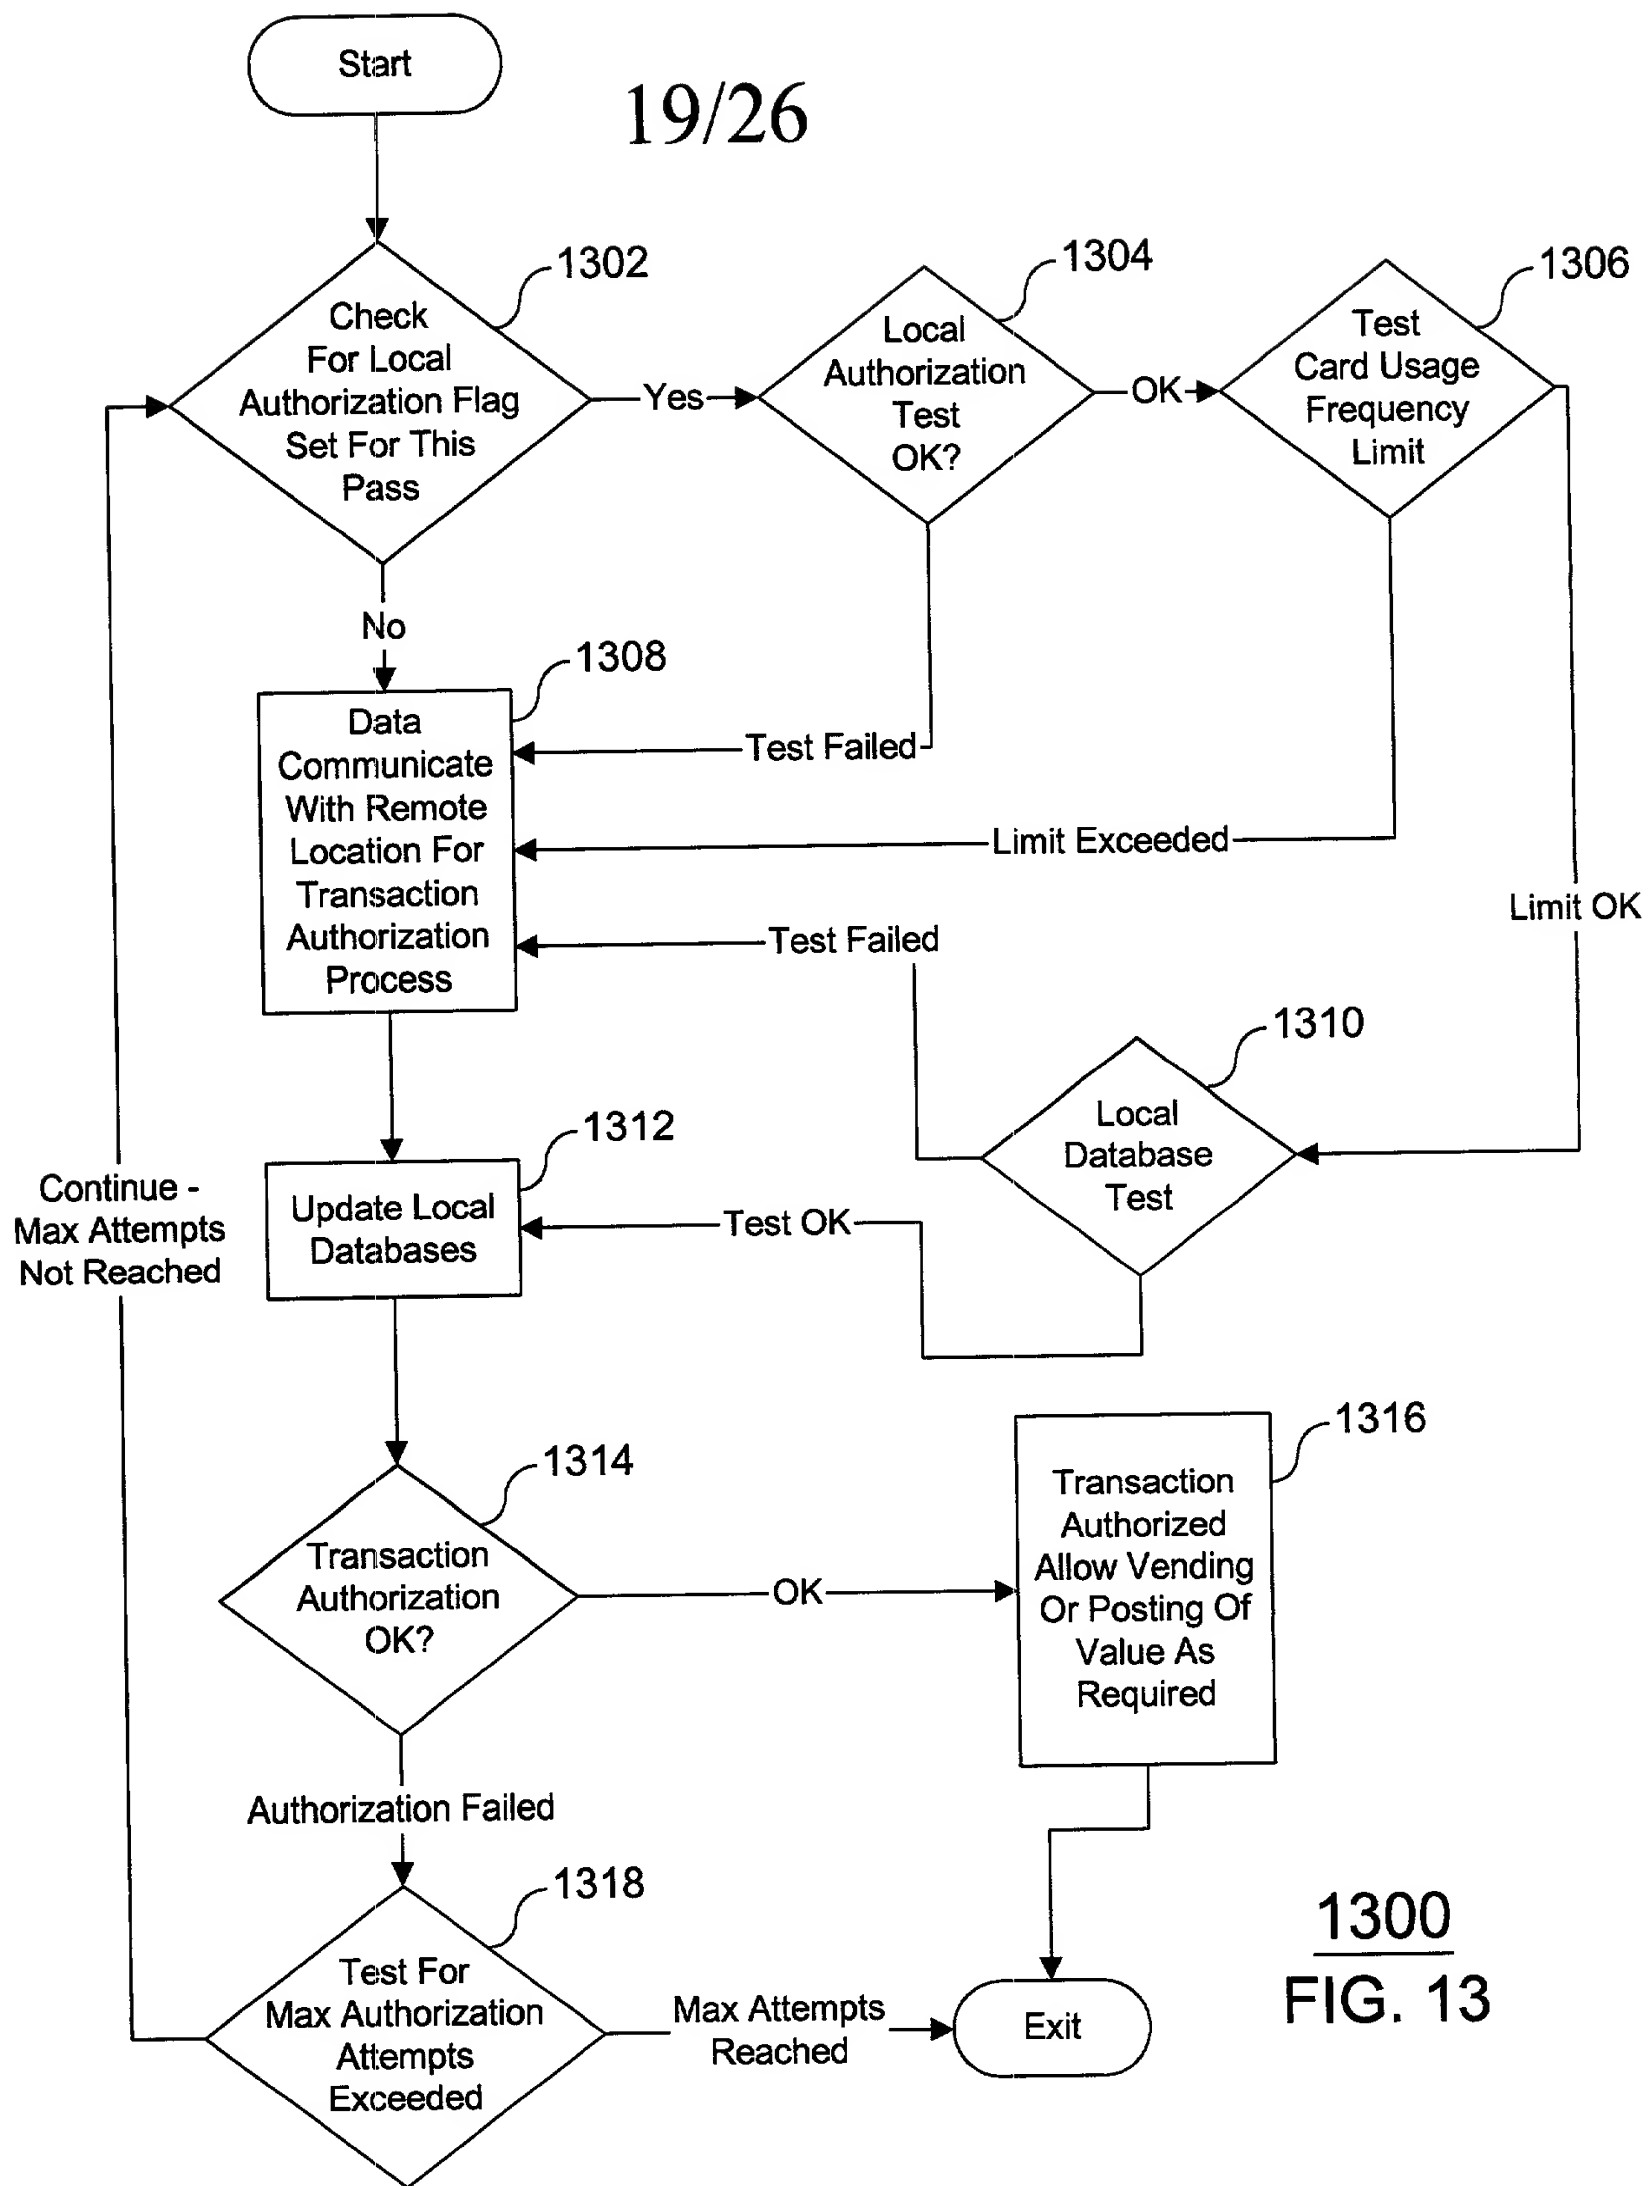 Start
19/26
1302
Check
For Local
Authorization Flag
Set For This
Pass
Yes
1304
Local
Authorization
Test
OK?
OK
1306
Test
Card Usage
Frequency
Limit
No
1308
Data
Communicate
With Remote
Location For
Transaction
Authorization
Process
Test Failed
Limit Exceeded
Limit OK
Test Failed
1310
Local
Database
Test
1312
Update Local
Databases
Test OK
Continue -
Max Attempts
Not Reached
1314
Transaction
Authorization
OK?
OK
1316
Transaction
Authorized
Allow Vending
Or Posting Of
Value As
Required
Authorization Failed
1318
Test For
Max Authorization
Attempts
Exceeded
Max Attempts
Reached
Exit
1300
FIG. 13